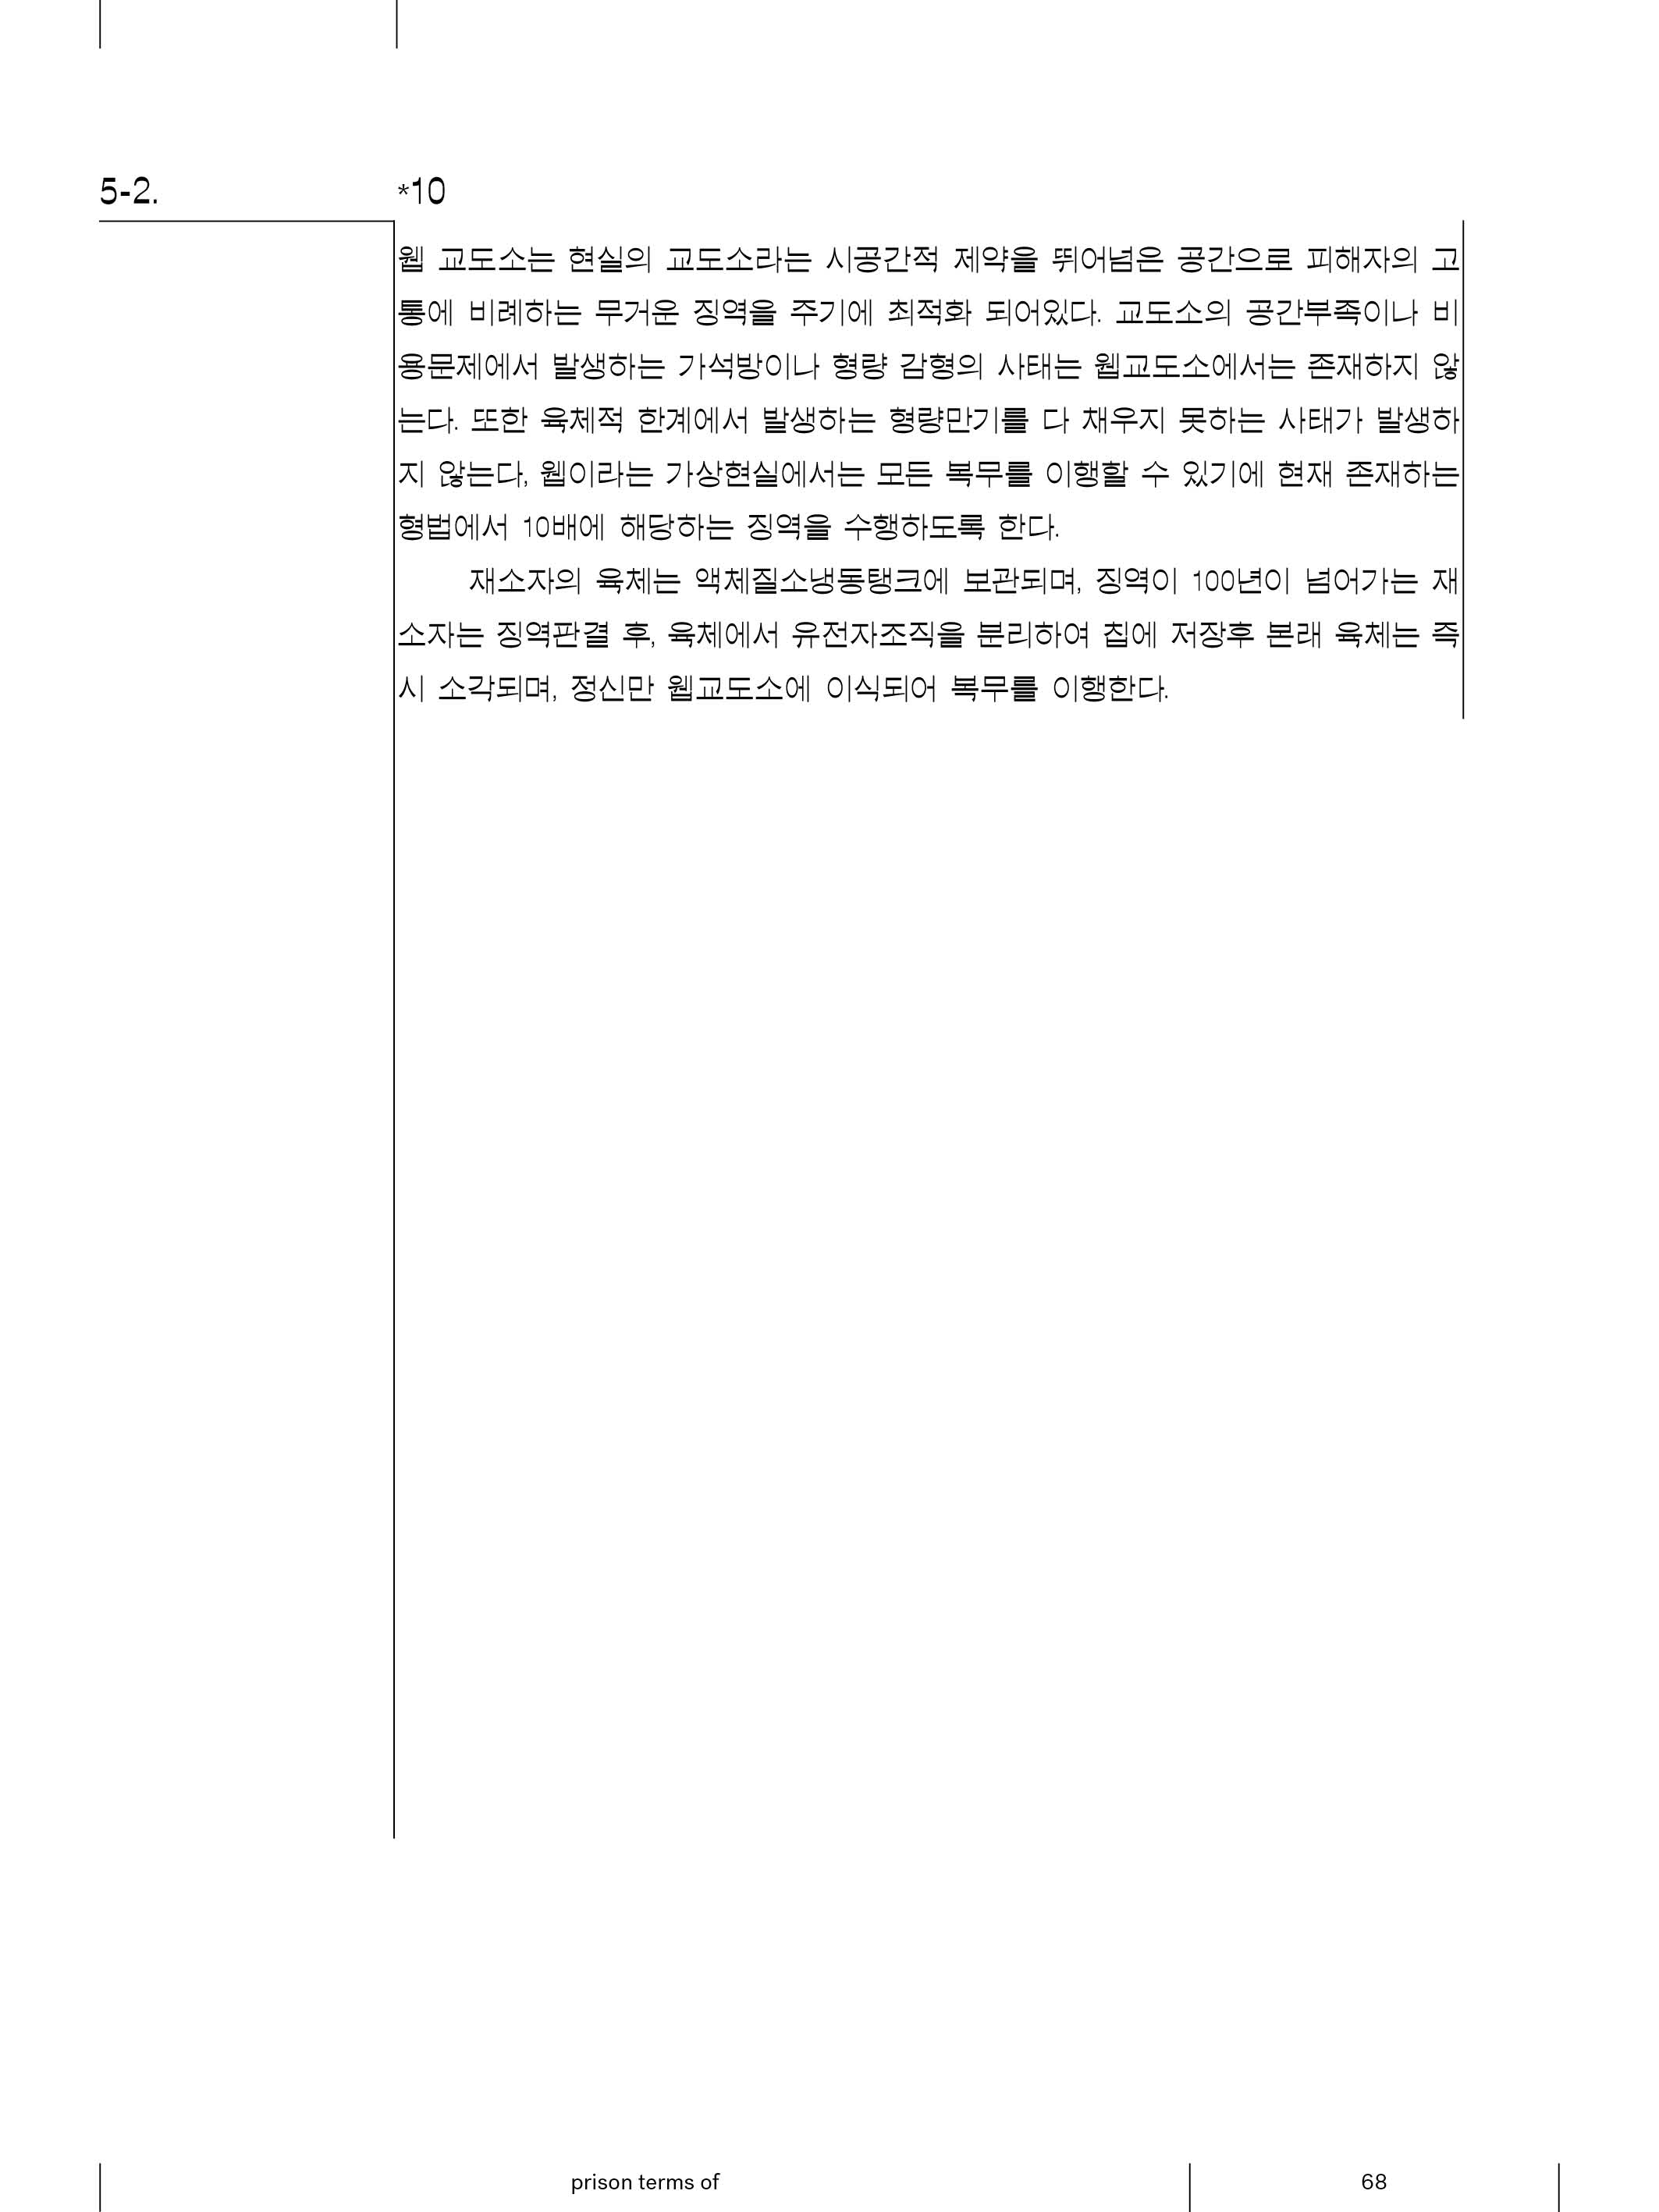 5-2.
*10
웹 교도소는 현실의 교도소라는 시공간적 제약을 뛰어넘은 공간으로 피해자의 고
통에 비례하는 무거운 징역을 주기에 최적화 되어있다. 교도소의 공간부족이나 비
용문제에서 발생하는 가석방이나 형량 감형의 사태는 웹교도소에서는 존재하지 않
는다. 또한 육체적 한계에서 발생하는 형량만기를 다 채우지 못하는 사태가 발생하
지 않는다, 웹이라는 가상현실에서는 모든 복무를 이행할 수 있기에 현재 존재하는
형법에서 10배에 해당하는 징역을 수행하도록 한다.
재소자의 육체는 액체질소냉동탱크에 보관되며, 징역이 100년이 넘어가는 재
소자는 징역판결 후, 육체에서 유전자조직을 분리하여 칩에 저장후 본래 육체는 즉
시 소각되며, 정신만 웹교도소에 이식되어 복무를 이행한다.
prison terms of
68